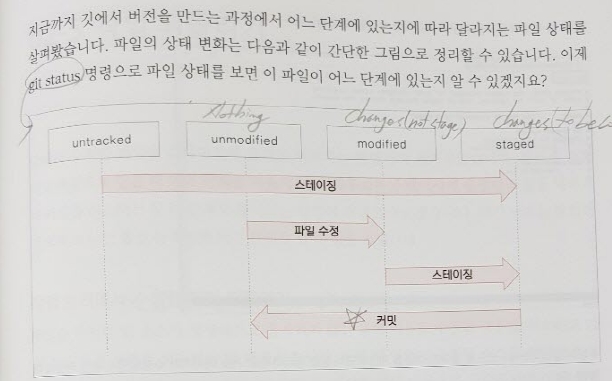 지금까지 깃에서 버전을 만드는 과정에서 어느 단계에 있는지에 따라 달라지는 파일 상태를
살펴봤습니다. 파일의 상태 변화는 다음과 같이 간단한 그림으로 정리할 수 있습니다. 이제
git status 명령으로 파일 상태를 보면 이 파일이 어느 단계에 있는지 알 수 있겠지요?
nothing changes(not stage) changes(to be
untracked unmodified modified staged
스테이징
파일 수정
스테이징
커밋